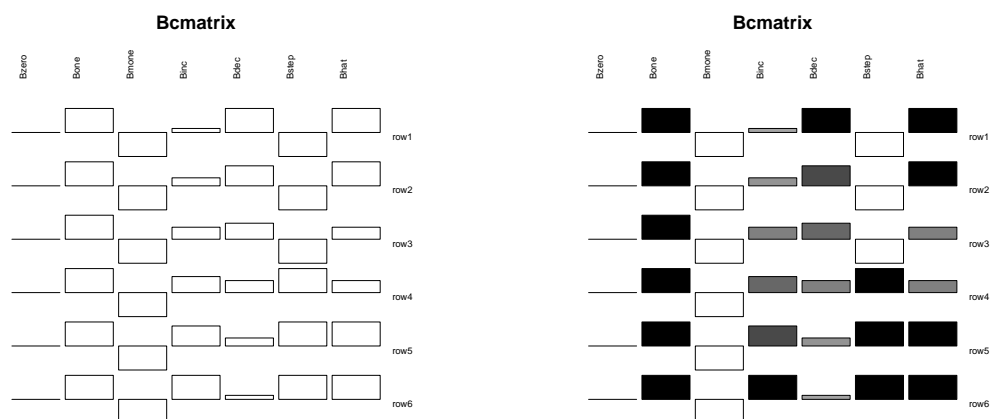 Bcmatrix
Bzero
Bone
Bmone
Binc
Bdec
Bstep
Bhat
row1
row2
row3
row4
row5
row6
Bcmatrix
Bzero
Bone
Bmone
Binc
Bdec
Bstep
Bhat
row1
row2
row3
row4
row5
row6